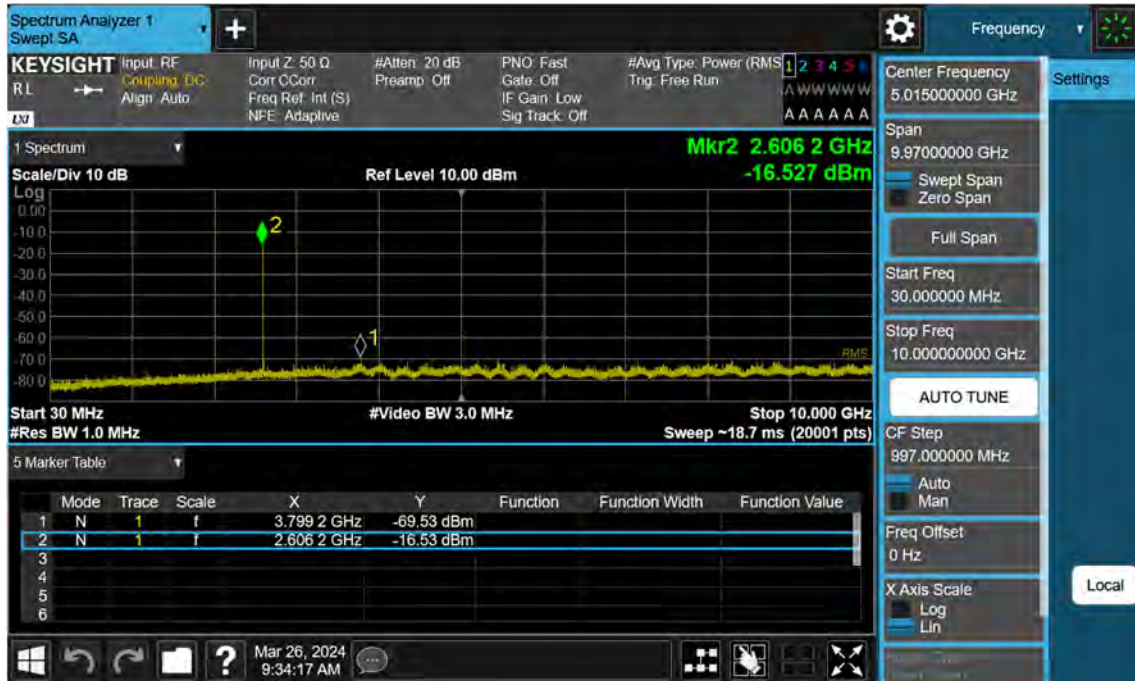 Spectrum Analyzer 1
Swept SA
+
Frequency
KEYSIGHT
RL
LXI
Input: RF
Coupling: DC
Align: Auto
Input Z: 50 Ω
Corr CCorr
Freq Ref: Int (S)
NFE: Adaptive
#Atten: 20 dB
Preamp: Off
PNO: Fast
Gate: Off
IF Gain: Low
Sig Track: Off
#Avg Type: Power (RMS
Trig: Free Run
1 2 3 4 5 6
A W W W W W
A A A A A A
Center Frequency
5.015000000 GHz
Settings
Span
9.97000000 GHz
Swept Span
Zero Span
Full Span
Start Freq
30.000000 MHz
Stop Freq
10.000000000 GHz
AUTO TUNE
CF Step
997.000000 MHz
Auto
Man
Freq Offset
0 Hz
X Axis Scale
Log
Lin
Local
1 Spectrum
Scale/Div 10 dB
Ref Level 10.00 dBm
Mkr2 2.606 2 GHz
-16.527 dBm
Log
0.00
-10.0
-20.0
-30.0
-40.0
-50.0
-60.0
-70.0
-80.0
2
1
RMS
Start 30 MHz
#Video BW 3.0 MHz
Stop 10.000 GHz
#Res BW 1.0 MHz
Sweep ~18.7 ms (20001 pts)
5 Marker Table
Mode Trace Scale X Y Function Function Width Function Value
1 N 1 f 3.799 2 GHz -69.53 dBm
2 N 1 f 2.606 2 GHz -16.53 dBm
3
4
5
6
?
Mar 26, 2024
9:34:17 AM